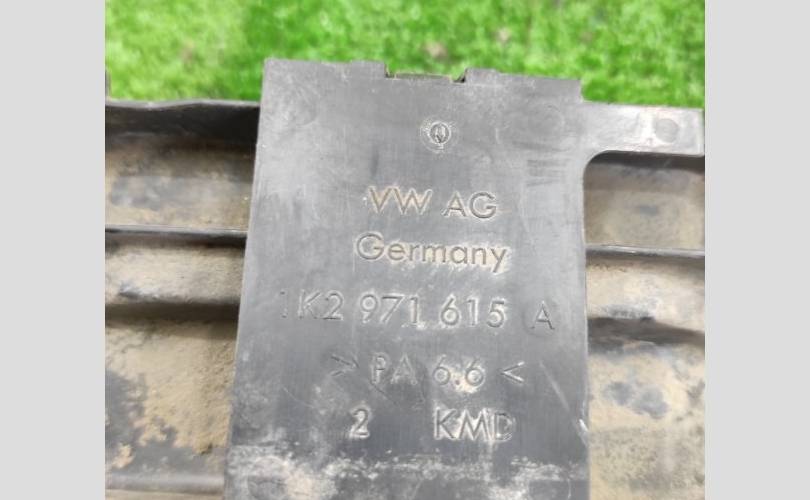 VW AG
Germany
1K2 971 615 A
> PA 6.6 <
2 KMD